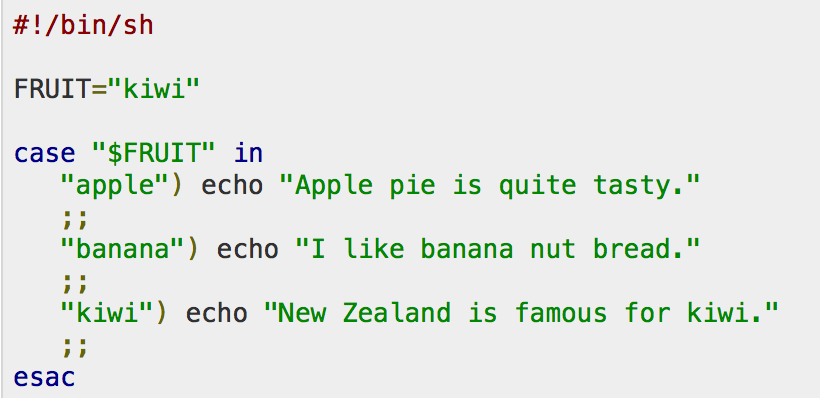 #!/bin/sh
FRUIT="kiwi"
case "$FRUIT" in
"apple") echo "Apple pie is quite tasty."
;;
"banana") echo "I like banana nut bread."
;;
"kiwi") echo "New Zealand is famous for kiwi."
;;
esac